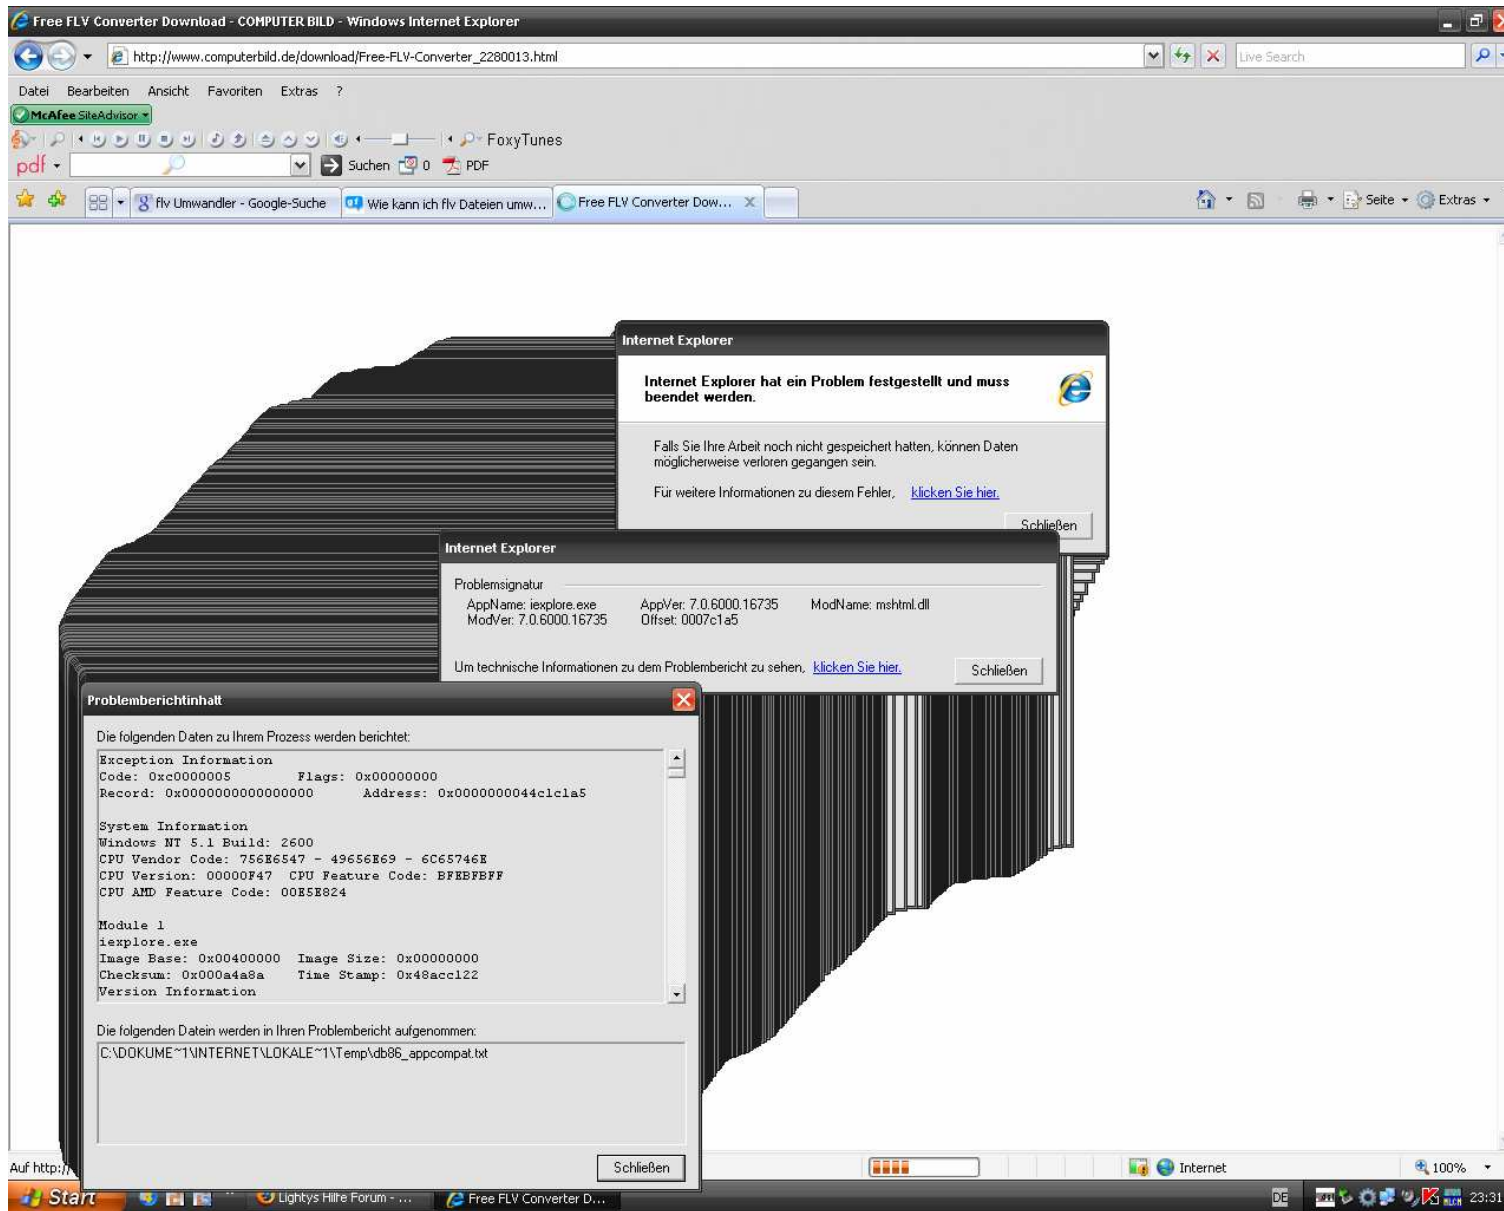 Free FLV Converter Download - COMPUTER BILD - Windows Internet Explorer
http://www.computerbild.de/download/Free-FLV-Converter_2280013.html
Live Search
Datei Bearbeiten Ansicht Favoriten Extras ?
McAfee SiteAdvisor
FoxyTunes
pdf Suchen 0 PDF
flv Umwandler - Google-Suche Wie kann ich flv Dateien umw... Free FLV Converter Dow... X Seite Extras
Internet Explorer
Internet Explorer hat ein Problem festgestellt und muss
beendet werden.
Falls Sie Ihre Arbeit noch nicht gespeichert hatten, können Daten
möglicherweise verloren gegangen sein.
Für weitere Informationen zu diesem Fehler, klicken Sie hier.
Schließen
Internet Explorer
Problemsignatur
AppName: iexplore.exe AppVer: 7.0.6000.16735 ModName: mshtml.dll
ModVer: 7.0.6000.16735 Offset: 0007c1a5
Um technische Informationen zu dem Problembericht zu sehen, klicken Sie hier.
Schließen
Problemberichtinhalt
Die folgenden Daten zu Ihrem Prozess werden berichtet:
Exception Information
Code: 0xc0000005 Flags: 0x00000000
Record: 0x0000000000000000 Address: 0x0000000044c1c1a5
System Information
Windows NT 5.1 Build: 2600
CPU Vendor Code: 756E6547 - 49656E69 - 6C65746E
CPU Version: 00000F47 CPU Feature Code: BFEBFBFF
CPU AMD Feature Code: 00E5E824
Module 1
iexplore.exe
Image Base: 0x00400000 Image Size: 0x00000000
Checksum: 0x000a4a8a Time Stamp: 0x48acc122
Version Information
Die folgenden Datein werden in Ihren Problembericht aufgenommen:
C:\DOKUME~1\INTERNET\LOKALE~1\Temp\db86_appcompat.txt
Schließen
Auf http:// Internet 100%
Start Lightys Hilfe Forum - ... Free FLV Converter D... DE 23:31